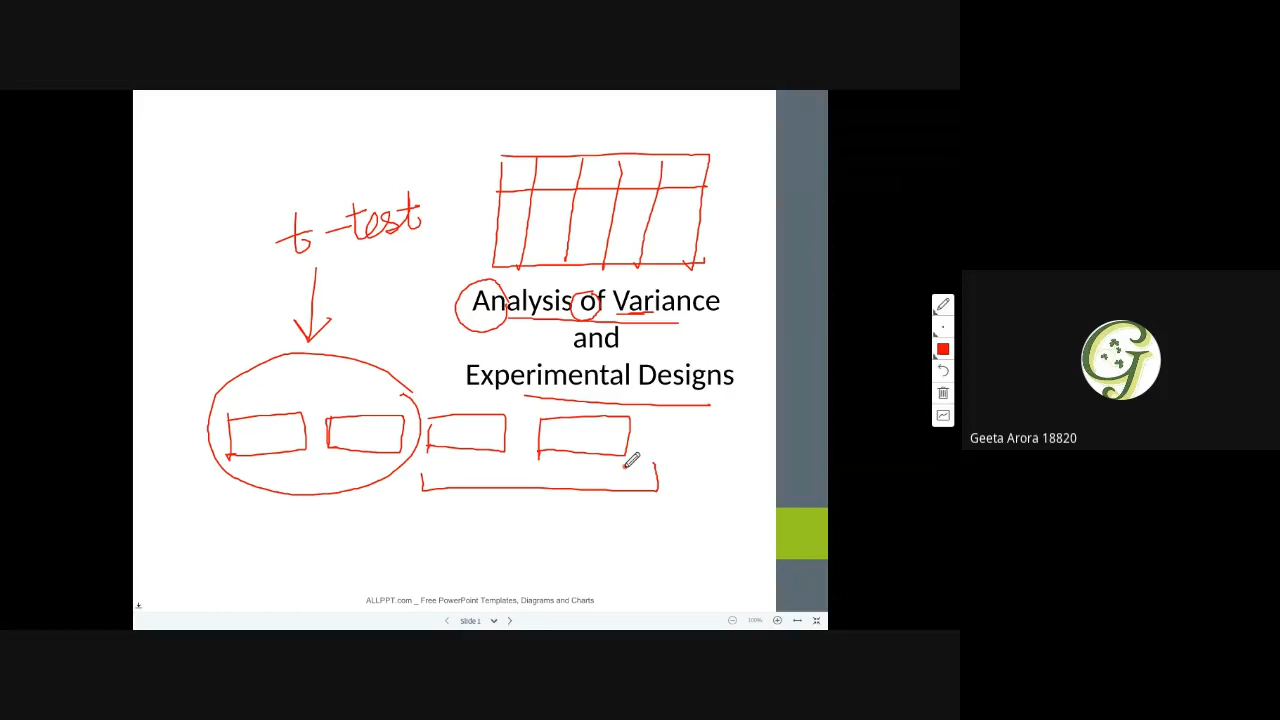 t-test
Analysis of Variance
and
Experimental Designs
Geeta Arora 18820
ALLPPT.com _ Free PowerPoint Templates, Diagrams and Charts
Slide 1
100%